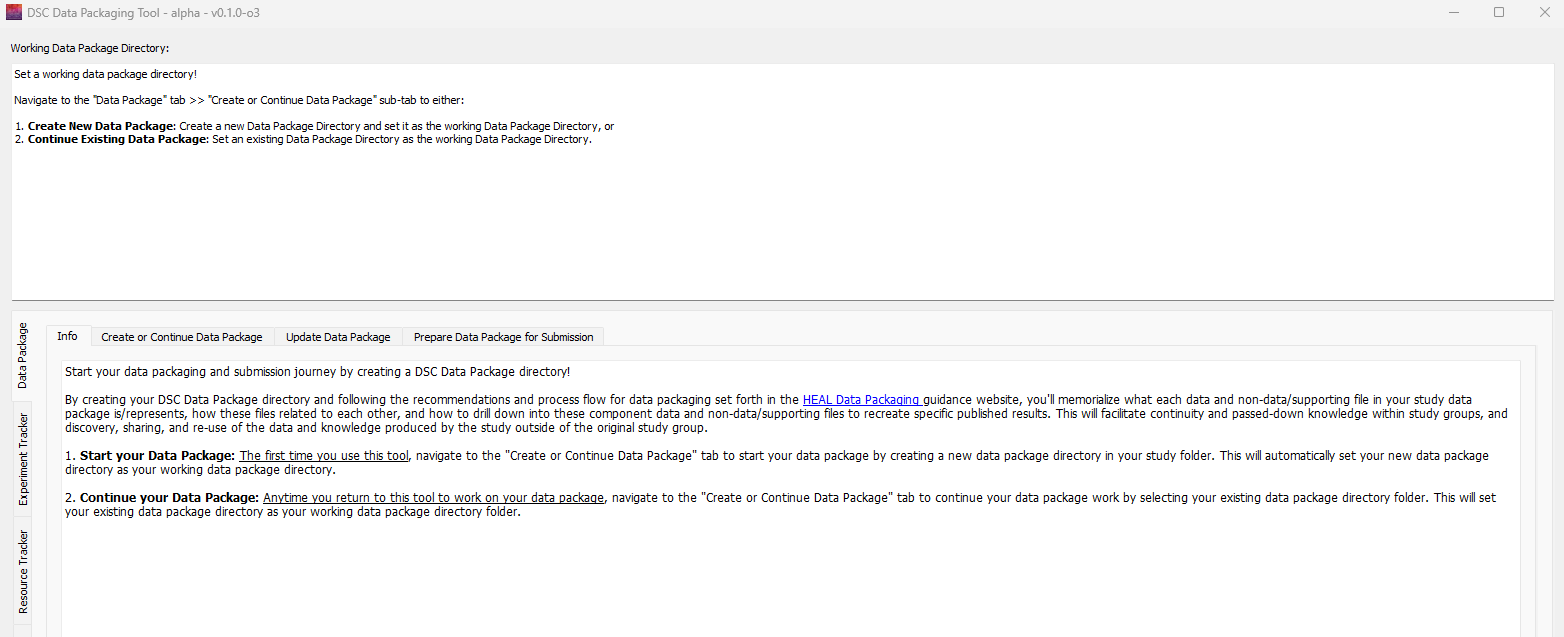 DSC Data Packaging Tool - alpha - v0.1.0-o3
Working Data Package Directory:
Set a working data package directory!
Navigate to the "Data Package" tab >> "Create or Continue Data Package" sub-tab to either:
1. Create New Data Package: Create a new Data Package Directory and set it as the working Data Package Directory, or
2. Continue Existing Data Package: Set an existing Data Package Directory as the working Data Package Directory.
Data Package
Experiment Tracker
Resource Tracker
Info
Create or Continue Data Package
Update Data Package
Prepare Data Package for Submission
Start your data packaging and submission journey by creating a DSC Data Package directory!
By creating your DSC Data Package directory and following the recommendations and process flow for data packaging set forth in the HEAL Data Packaging guidance website, you'll memorialize what each data and non-data/supporting file in your study data
package is/represents, how these files related to each other, and how to drill down into these component data and non-data/supporting files to recreate specific published results. This will facilitate continuity and passed-down knowledge within study groups, and
discovery, sharing, and re-use of the data and knowledge produced by the study outside of the original study group.
1. Start your Data Package: The first time you use this tool, navigate to the "Create or Continue Data Package" tab to start your data package by creating a new data package directory in your study folder. This will automatically set your new data package
directory as your working data package directory.
2. Continue your Data Package: Anytime you return to this tool to work on your data package, navigate to the "Create or Continue Data Package" tab to continue your data package work by selecting your existing data package directory folder. This will set
your existing data package directory as your working data package directory folder.